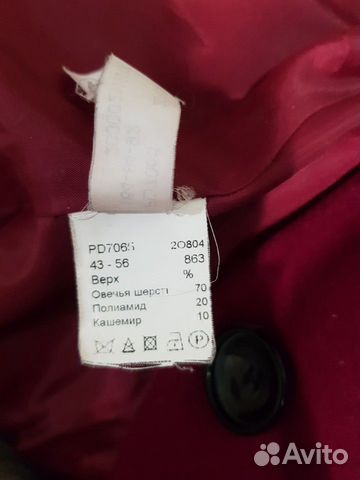 PD7065 20804
43 - 56 863
Верх %
Овечья шерсть 70
Полиамид 20
Кашемир 10
P
Avito